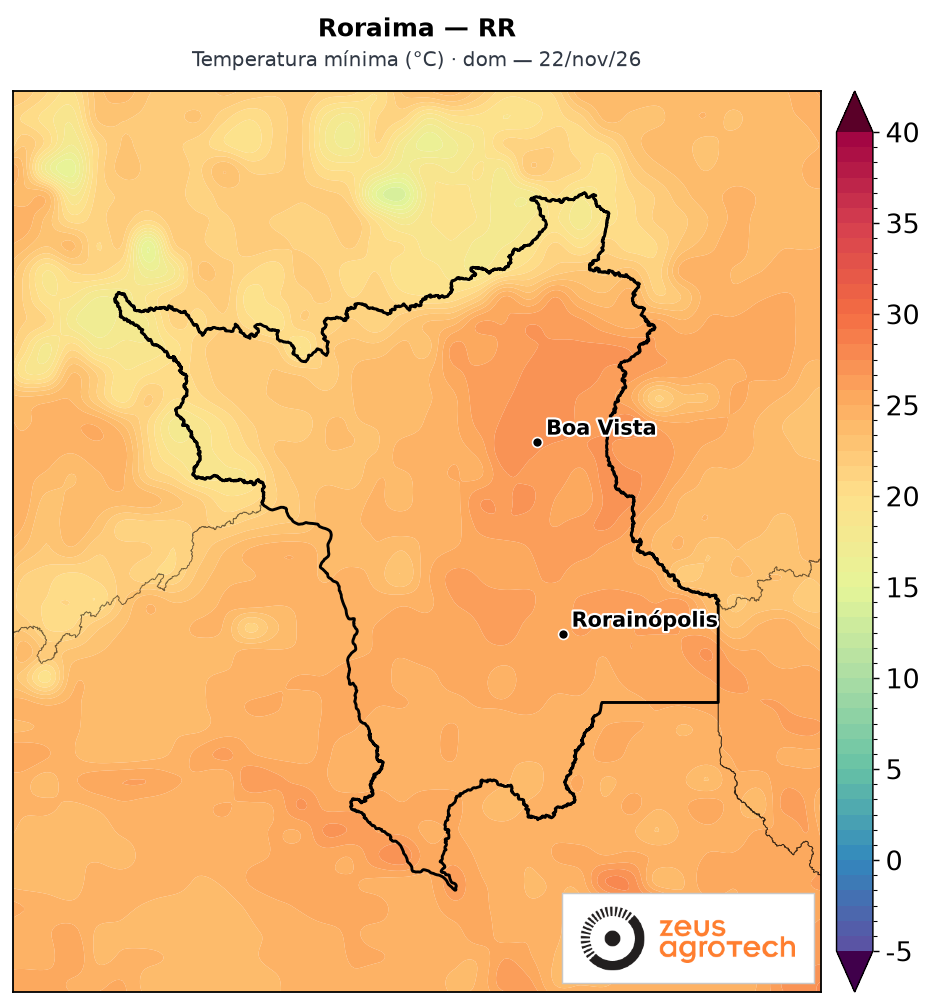 Roraima — RR
Temperatura mínima (°C) · dom — 22/nov/26
40
35
30
25
20
15
10
5
0
-5
Boa Vista
Rorainópolis
zeus
agrotech